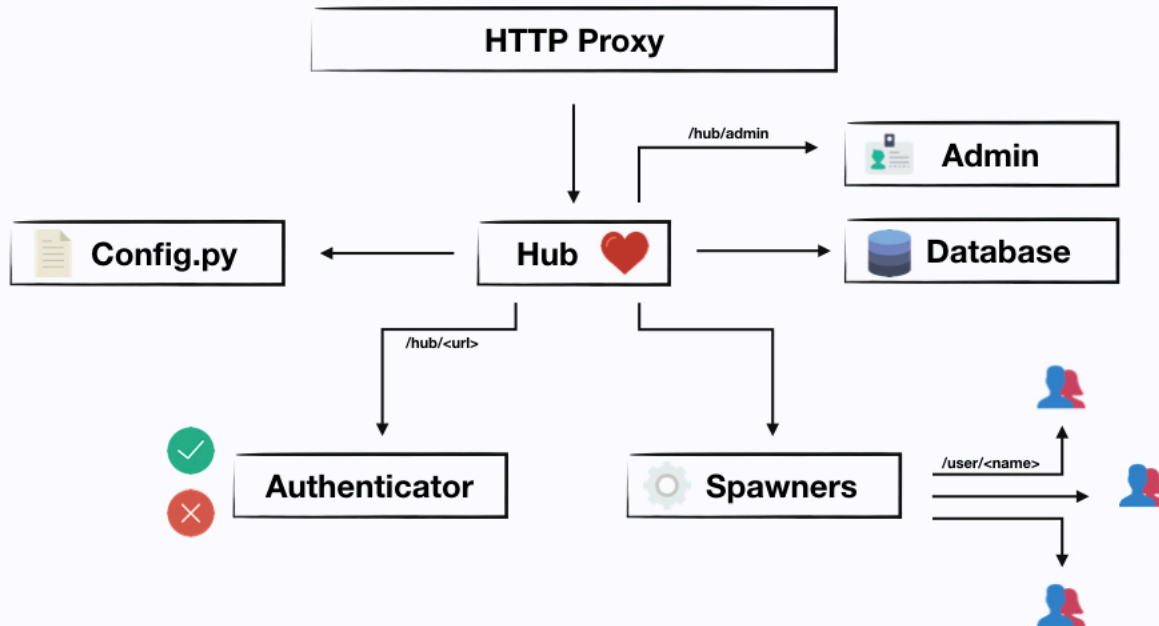 HTTP Proxy
/hub/admin
Admin
Config.py
Hub
Database
/hub/<url>
/user/<name>
Authenticator
Spawners